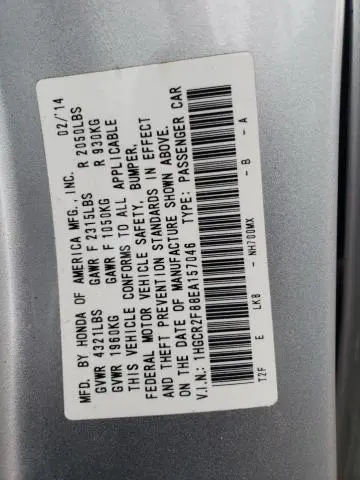 MFD. BY HONDA OF AMERICA MFG., INC. 02/'14
GVWR 4321LBS GAWR F 2315LBS R 2050LBS
GVWR 1960KG GAWR F 1050KG R 930KG
THIS VEHICLE CONFORMS TO ALL APPLICABLE
FEDERAL MOTOR VEHICLE SAFETY, BUMPER,
AND THEFT PREVENTION STANDARDS IN EFFECT
ON THE DATE OF MANUFACTURE SHOWN ABOVE.
V.I.N.: 1HGCR2F88EA157046 TYPE: PASSENGER CAR
T2F E LK8 - NH700MX - B - A